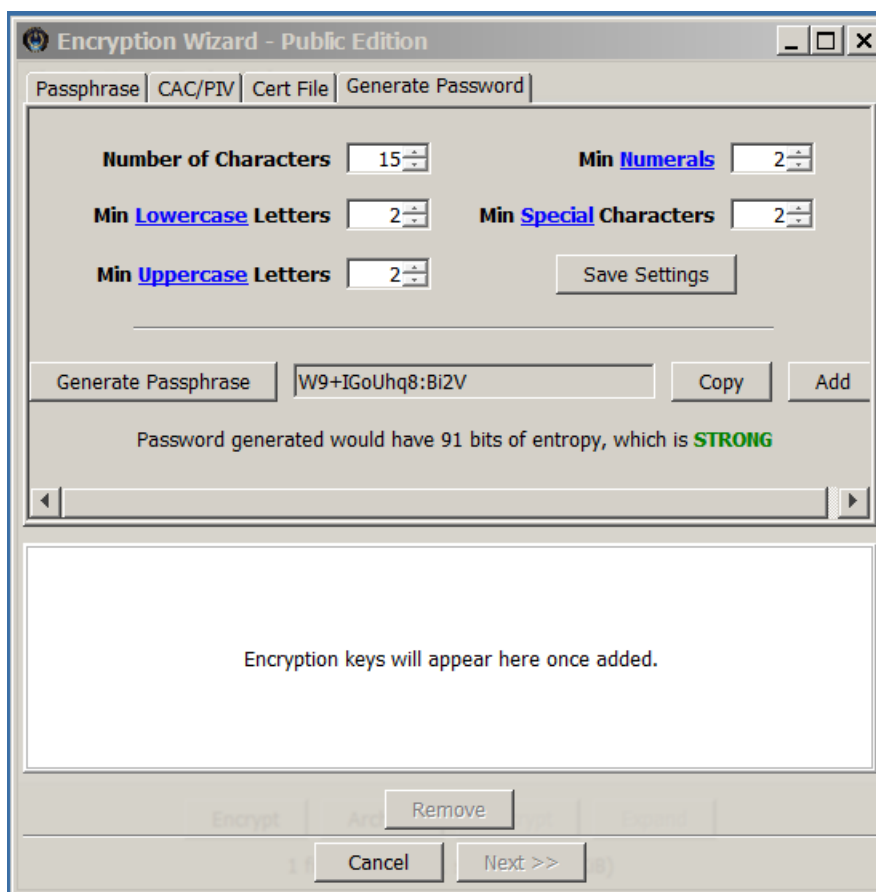 Encryption Wizard - Public Edition
Passphrase CAC/PIV Cert File Generate Password
Number of Characters 15 Min Numerals 2
Min Lowercase Letters 2 Min Special Characters 2
Min Uppercase Letters 2 Save Settings
Generate Passphrase W9+IGoUhq8:Bi2V Copy Add
Password generated would have 91 bits of entropy, which is STRONG
Encryption keys will appear here once added.
Encrypt Remove Expand
Cancel Next >>